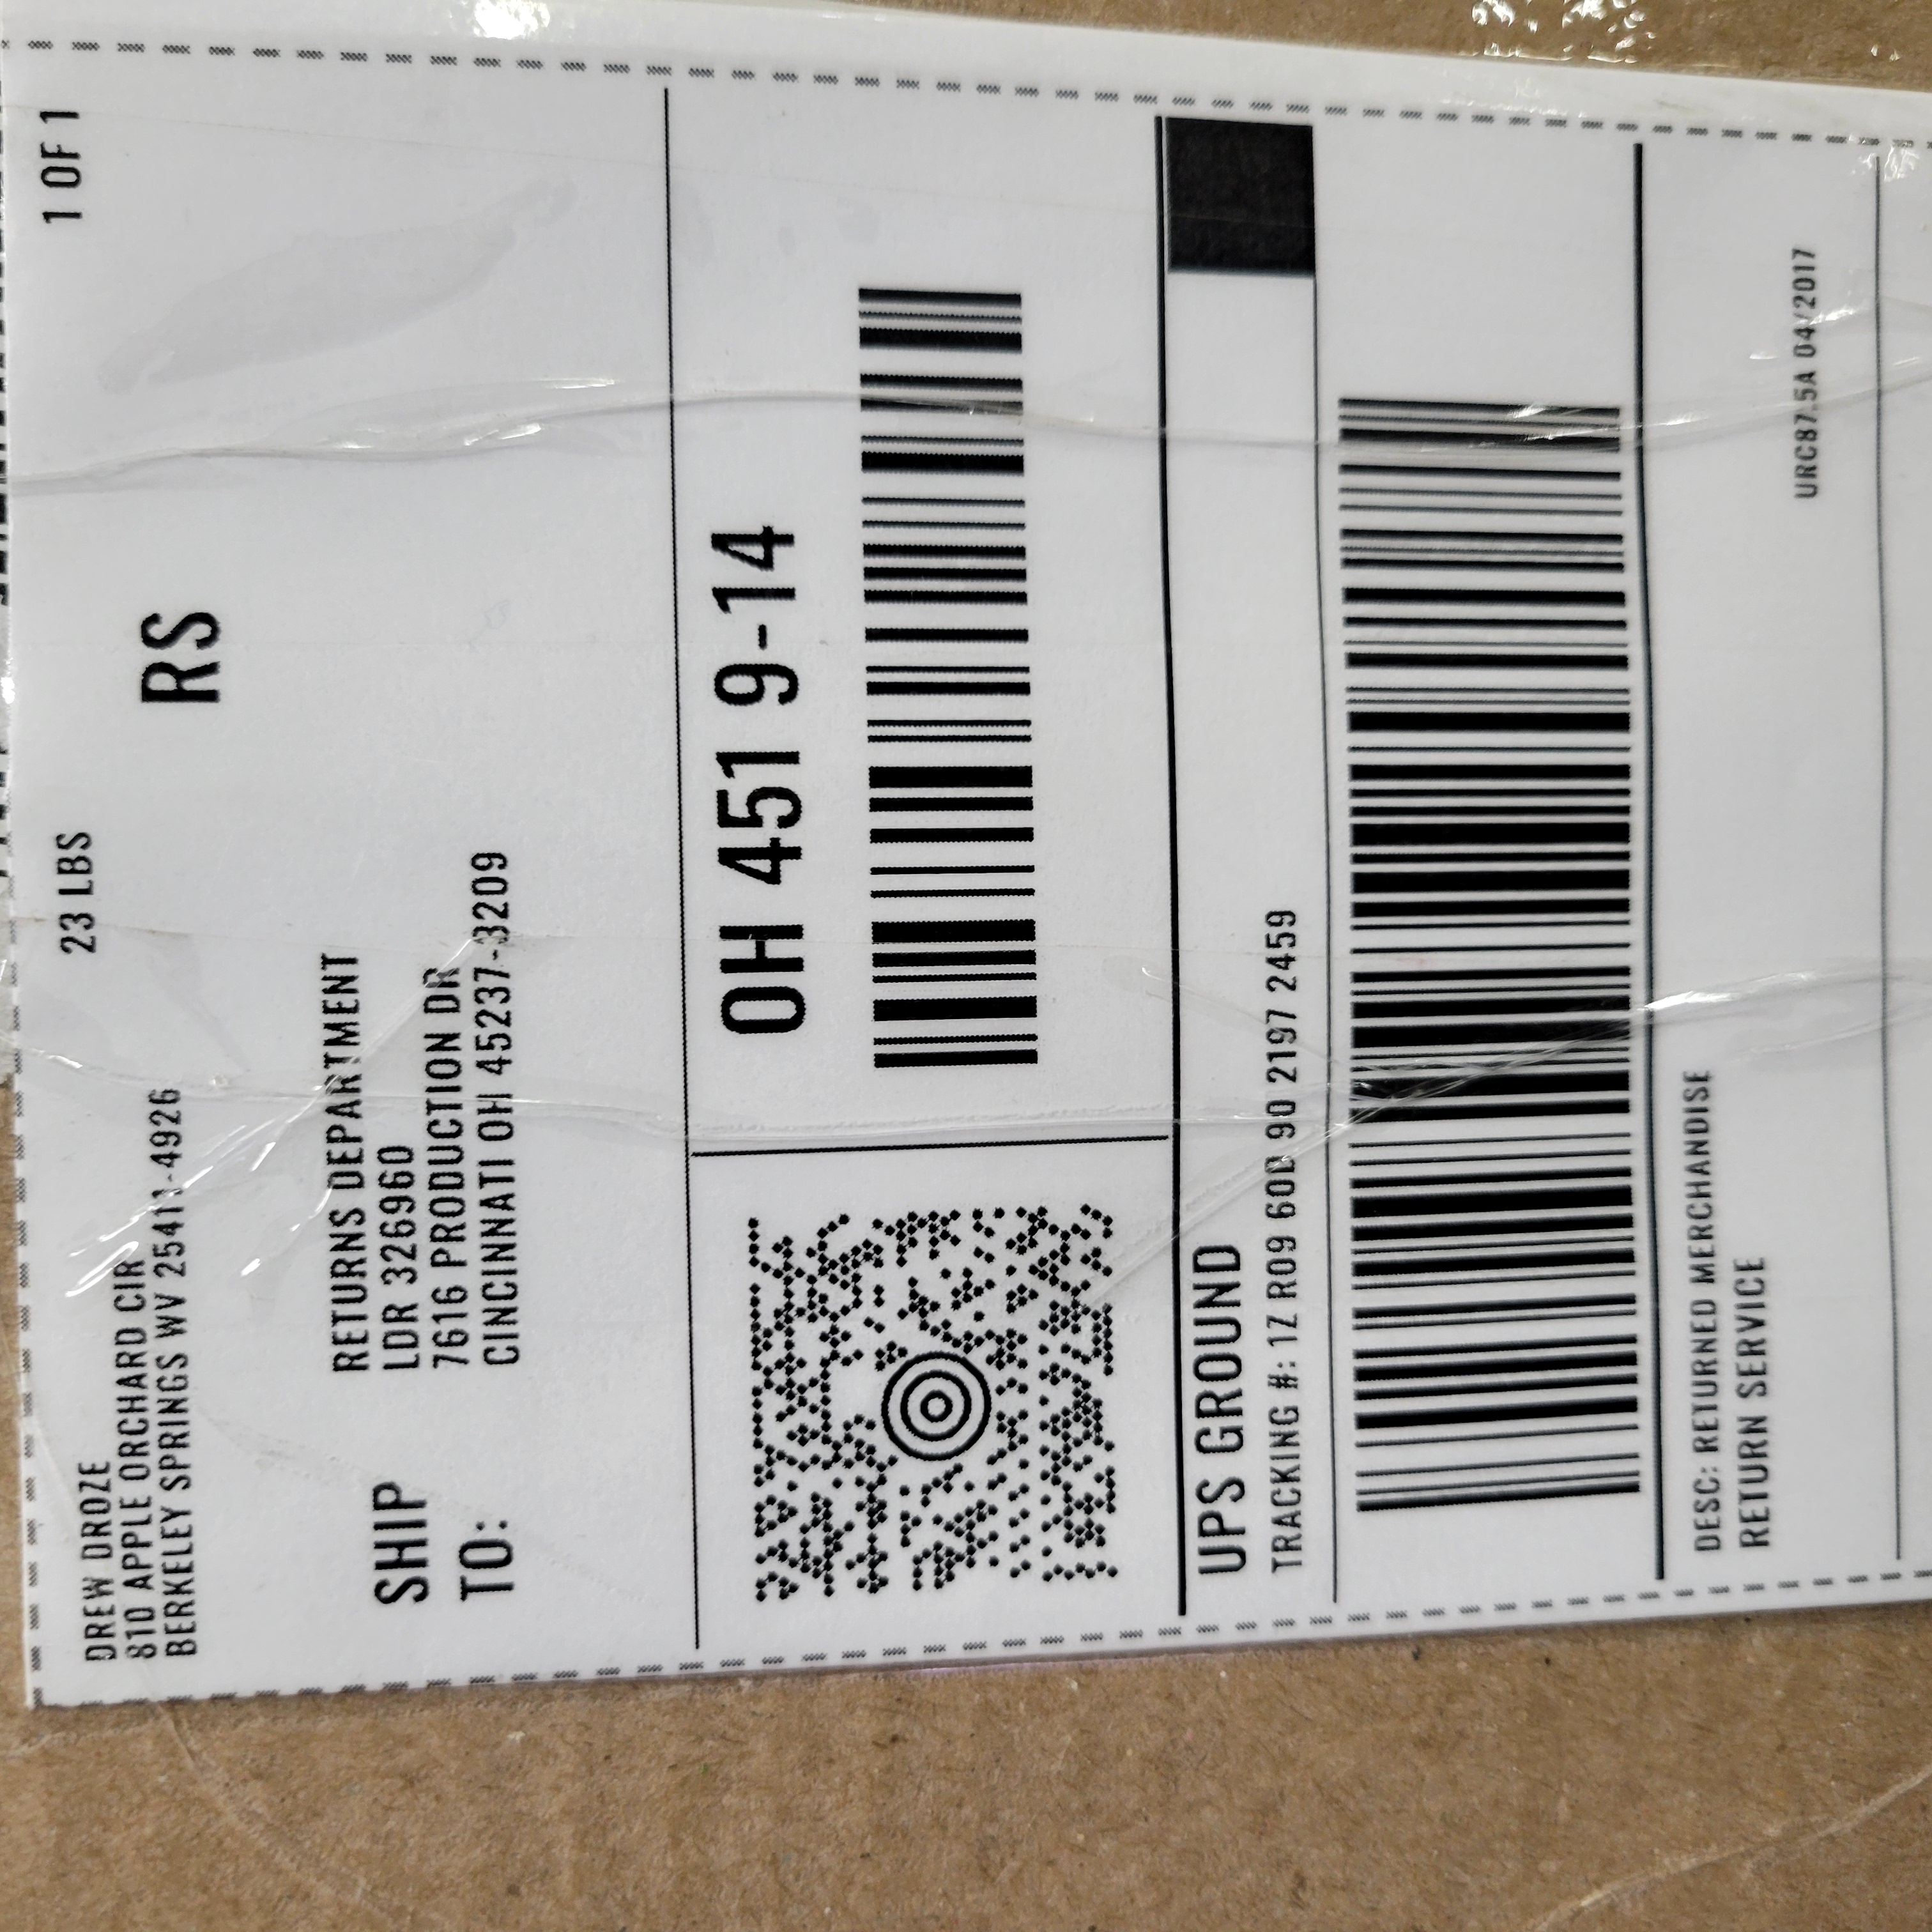 DREW DROZE
810 APPLE ORCHARD CIR
BERKELEY SPRINGS WV 25411-4926
23 LBS
1 OF 1
RS
SHIP
TO:
RETURNS DEPARTMENT
LDR 326960
7616 PRODUCTION DR
CINCINNATI OH 45237-3209
OH 451 9-14
UPS GROUND
TRACKING #: 1Z R09 60D 90 2197 2459
DESC: RETURNED MERCHANDISE
RETURN SERVICE
URC87.5A 04/2017